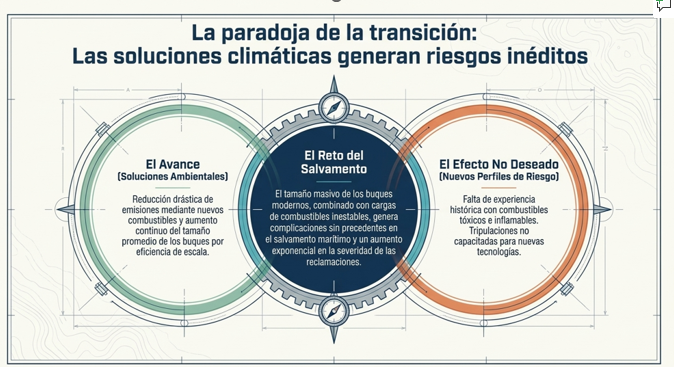 La paradoja de la transición:
Las soluciones climáticas generan riesgos inéditos
El Avance
(Soluciones Ambientales)
Reducción drástica de
emisiones mediante nuevos
combustibles y aumento
continuo del tamaño
promedio de los buques por
eficiencia de escala.
El Reto del
Salvamento
El tamaño masivo de los buques
modernos, combinado con cargas
de combustibles inestables, genera
complicaciones sin precedentes en
el salvamento marítimo y un aumento
exponencial en la severidad de las
reclamaciones.
El Efecto No Deseado
(Nuevos Perfiles de Riesgo)
Falta de experiencia
histórica con combustibles
tóxicos e inflamables.
Tripulaciones no
capacitadas para nuevas
tecnologías.